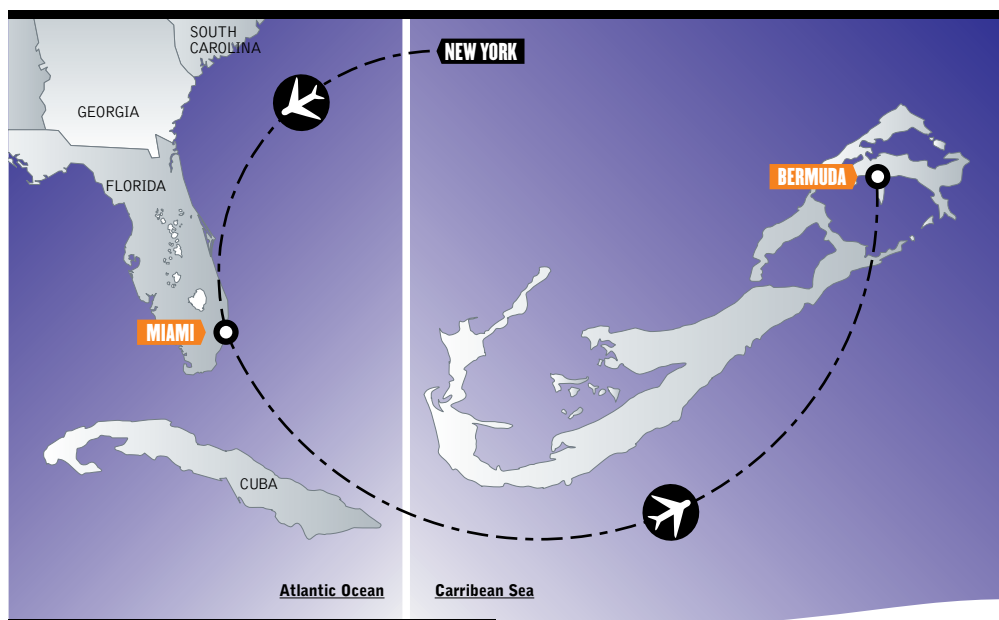 SOUTH
CAROLINA
NEW YORK
GEORGIA
BERMUDA
FLORIDA
MIAMI
CUBA
Atlantic Ocean
Carribean Sea